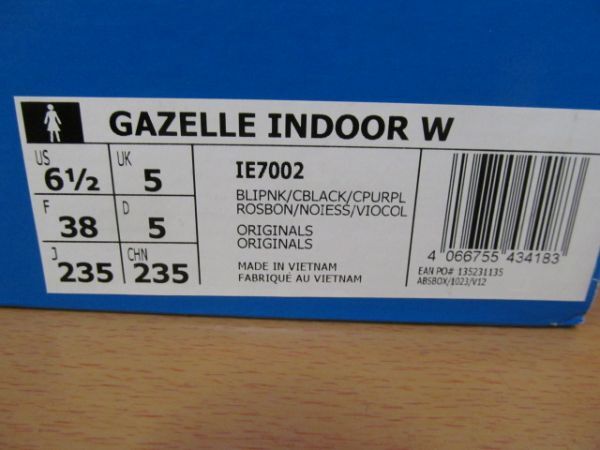 GAZELLE INDOOR W
US 6½ UK 5
F 38 D 5
J 235 CHN 235
IE7002
BLIPNK/CBLACK/CPURPL
ROSBON/NOIESS/VIOCOL
ORIGINALS
ORIGINALS
MADE IN VIETNAM
FABRIQUÉ AU VIETNAM
4 066755 434183
EAN PO# 135231135
ABSBOX/1023/V12